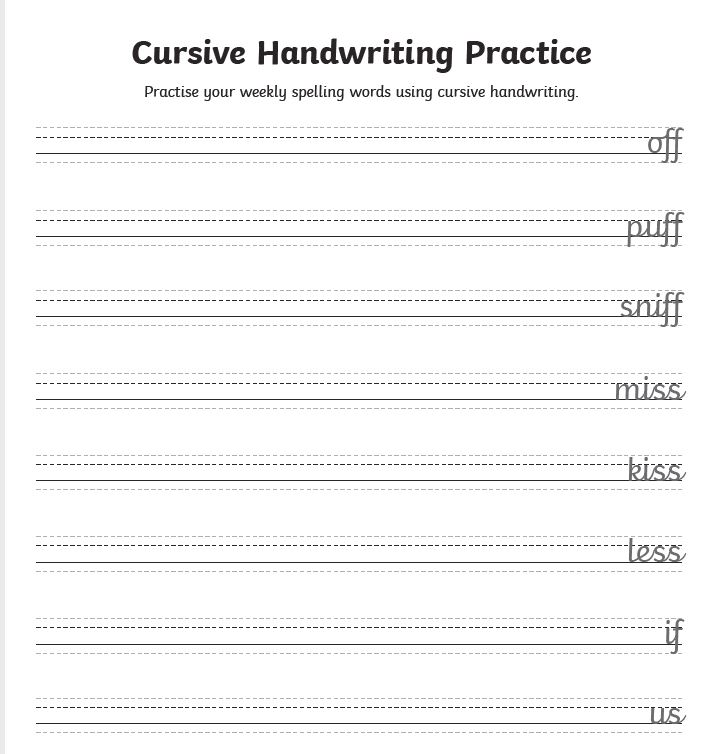 Cursive Handwriting Practice
Practise your weekly spelling words using cursive handwriting.
off
puff
sniff
miss
kiss
less
if
us